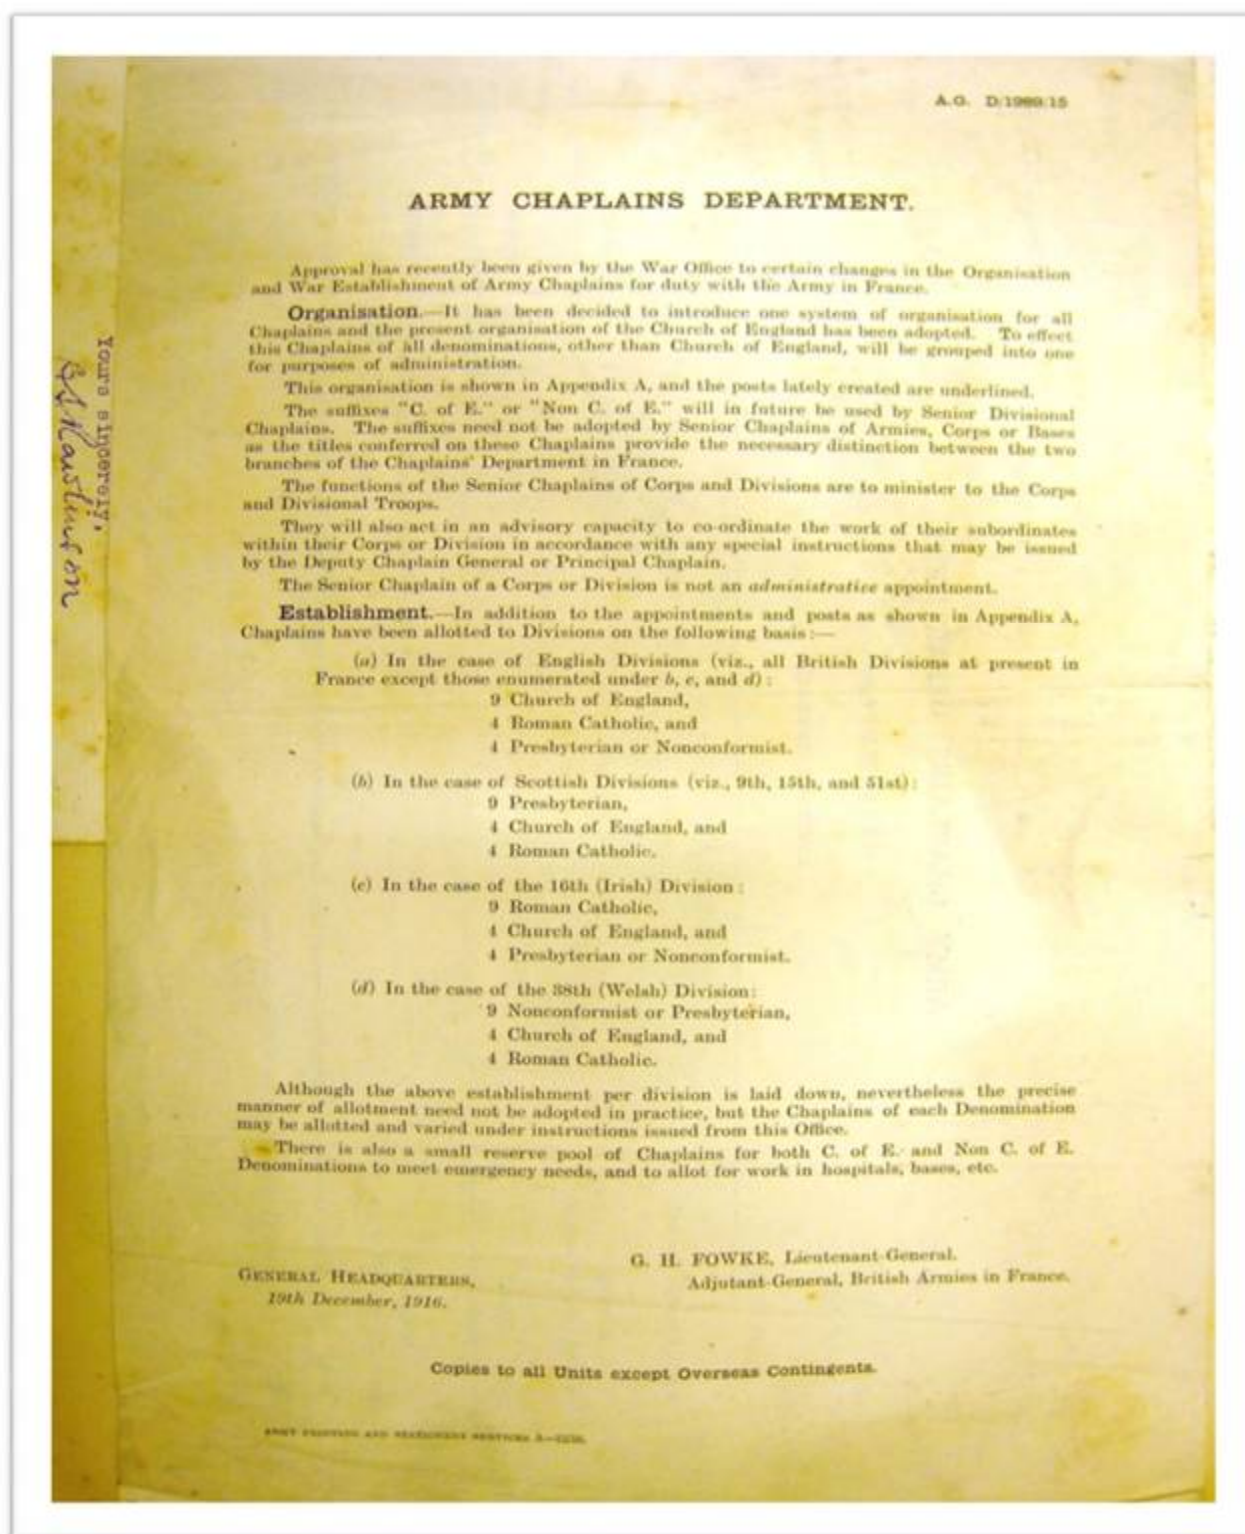 A.G. D/1989/15
ARMY CHAPLAINS DEPARTMENT.
Approval has recently been given by the War Office to certain changes in the Organisation
and War Establishment of Army Chaplains for duty with the Army in France.
Organisation.—It has been decided to introduce one system of organisation for all
Chaplains and the present organisation of the Church of England has been adopted. To effect
this Chaplains of all denominations, other than Church of England, will be grouped into one
for purposes of administration.
This organisation is shown in Appendix A, and the posts lately created are underlined.
The suffixes "C. of E." or "Non C. of E." will in future be used by Senior Divisional
Chaplains. The suffixes need not be adopted by Senior Chaplains of Armies, Corps or Bases
as the titles conferred on these Chaplains provide the necessary distinction between the two
branches of the Chaplains' Department in France.
The functions of the Senior Chaplains of Corps and Divisions are to minister to the Corps
and Divisional Troops.
They will also act in an advisory capacity to co-ordinate the work of their subordinates
within their Corps or Division in accordance with any special instructions that may be issued
by the Deputy Chaplain General or Principal Chaplain.
The Senior Chaplain of a Corps or Division is not an administrative appointment.
Establishment.—In addition to the appointments and posts as shown in Appendix A,
Chaplains have been allotted to Divisions on the following basis:—
(a) In the case of English Divisions (viz., all British Divisions at present in
France except those enumerated under b, c, and d):
9 Church of England,
4 Roman Catholic, and
4 Presbyterian or Nonconformist.
(b) In the case of Scottish Divisions (viz., 9th, 15th, and 51st):
9 Presbyterian,
4 Church of England, and
4 Roman Catholic.
(c) In the case of the 16th (Irish) Division:
9 Roman Catholic,
4 Church of England, and
4 Presbyterian or Nonconformist.
(d) In the case of the 38th (Welsh) Division:
9 Nonconformist or Presbyterian,
4 Church of England, and
4 Roman Catholic.
Although the above establishment per division is laid down, nevertheless the precise
manner of allotment need not be adopted in practice, but the Chaplains of each Denomination
may be allotted and varied under instructions issued from this Office.
There is also a small reserve pool of Chaplains for both C. of E. and Non C. of E.
Denominations to meet emergency needs, and to allot for work in hospitals, bases, etc.
G. H. FOWKE, Lieutenant-General.
Adjutant-General, British Armies in France.
GENERAL HEADQUARTERS,
19th December, 1916.
Copies to all Units except Overseas Contingents.
ARMY PRINTING AND STATIONERY SERVICES
Yours sincerely,
Rawlinson